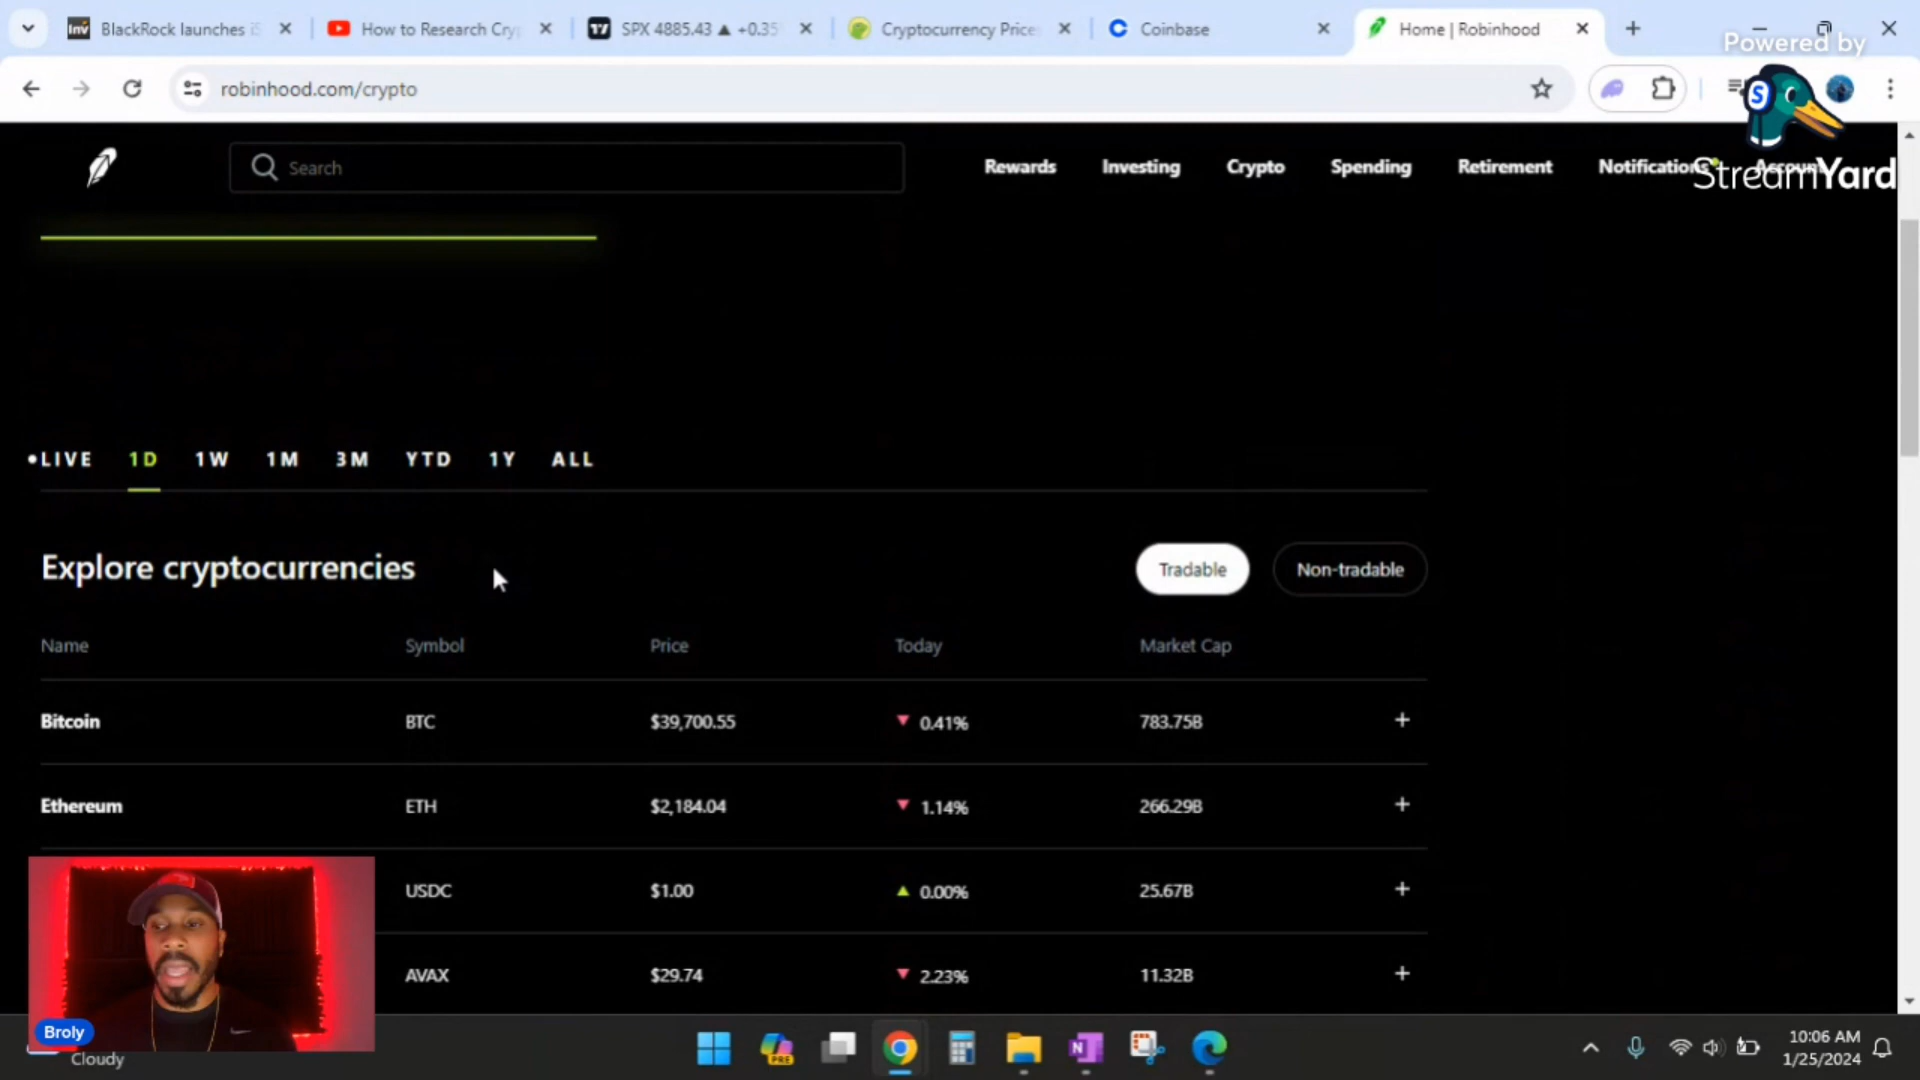 BlackRock launches iS
How to Research Cry
SPX 4885.43 ▲ +0.35
Cryptocurrency Price
Coinbase
Home | Robinhood
robinhood.com/crypto
Powered by
StreamYard
Search
Rewards
Investing
Crypto
Spending
Retirement
Notifications
Account
LIVE
1D
1W
1M
3M
YTD
1Y
ALL
Explore cryptocurrencies
Tradable
Non-tradable
Name Symbol Price Today Market Cap
Bitcoin BTC $39,700.55 ▼ 0.41% 783.75B +
Ethereum ETH $2,184.04 ▼ 1.14% 266.29B +
USDC $1.00 ▲ 0.00% 25.67B +
AVAX $29.74 ▼ 2.23% 11.32B +
Broly
Cloudy
10:06 AM
1/25/2024